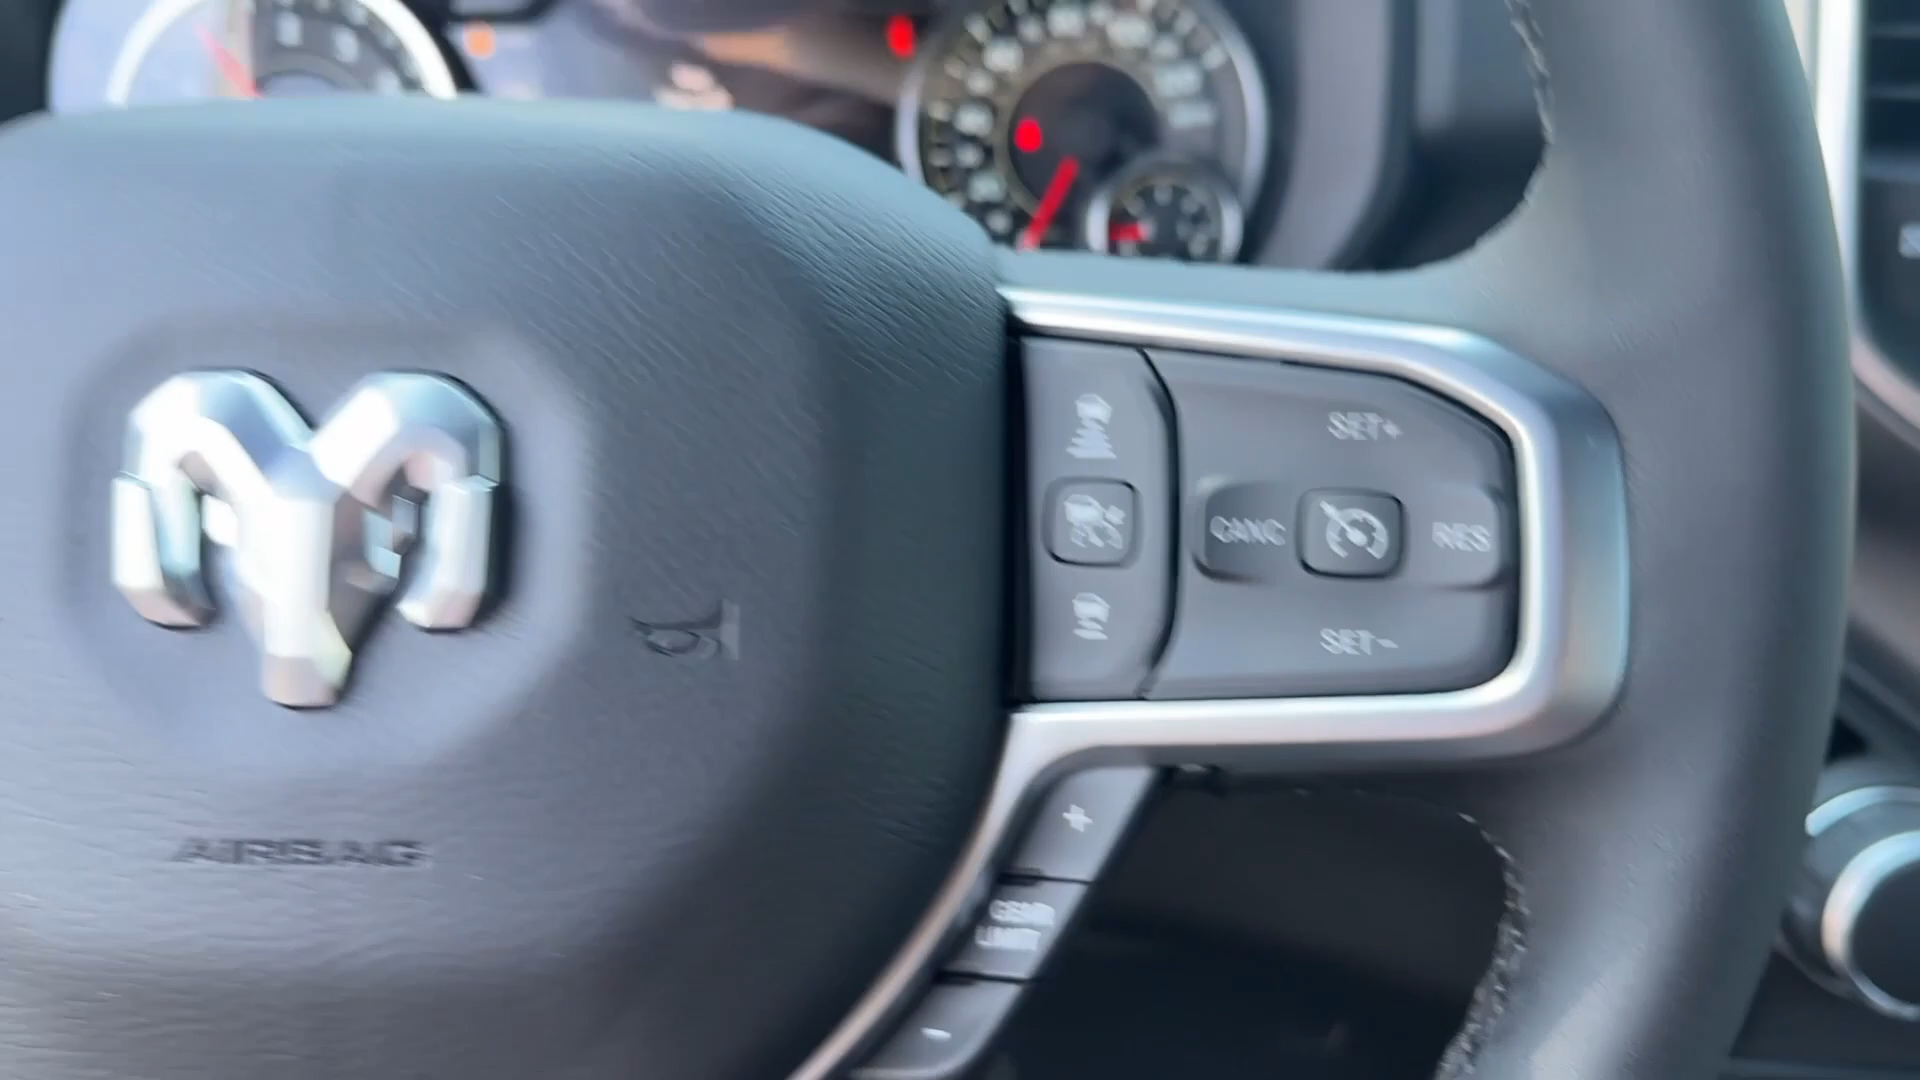 SET+
CANC
RES
SET-
AIRBAG
+
GEAR
LIMIT
-